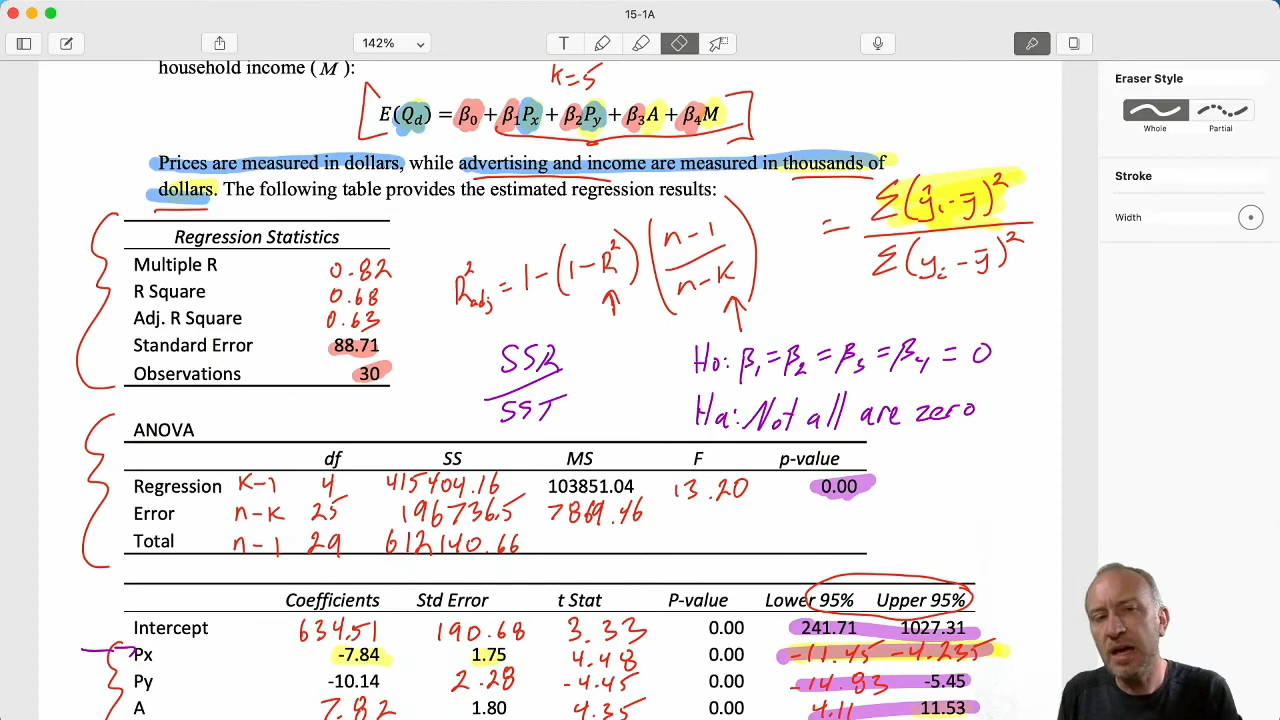 15-1A
142%
T
household income ( M ):
K=5
E(Qd) = β0 + β1Px + β2Py + β3A + β4M
Eraser Style
Whole
Partial
Stroke
Width
Prices are measured in dollars, while advertising and income are measured in thousands of
dollars. The following table provides the estimated regression results:
= Σ(ŷi - ȳ)² / Σ(yi - ȳ)²
Regression Statistics
Multiple R 0.82
R Square 0.68
Adj. R Square 0.63
Standard Error 88.71
Observations 30
R²adj = 1 - (1 - R²) (n-1 / n-K)
SSR / SST
Ho: β1 = β2 = β3 = β4 = 0
Ha: Not all are zero
ANOVA
df SS MS F p-value
Regression K-1 4 415404.16 103851.04 13.20 0.00
Error n-K 25 196736.5 7869.46
Total n-1 29 612140.66
Coefficients Std Error t Stat P-value Lower 95% Upper 95%
Intercept 634.51 190.68 3.33 0.00 241.71 1027.31
Px -7.84 1.75 4.48 0.00 -11.45 -4.235
Py -10.14 2.28 -4.45 0.00 -14.83 -5.45
A 7.82 1.80 4.35 0.00 4.11 11.53